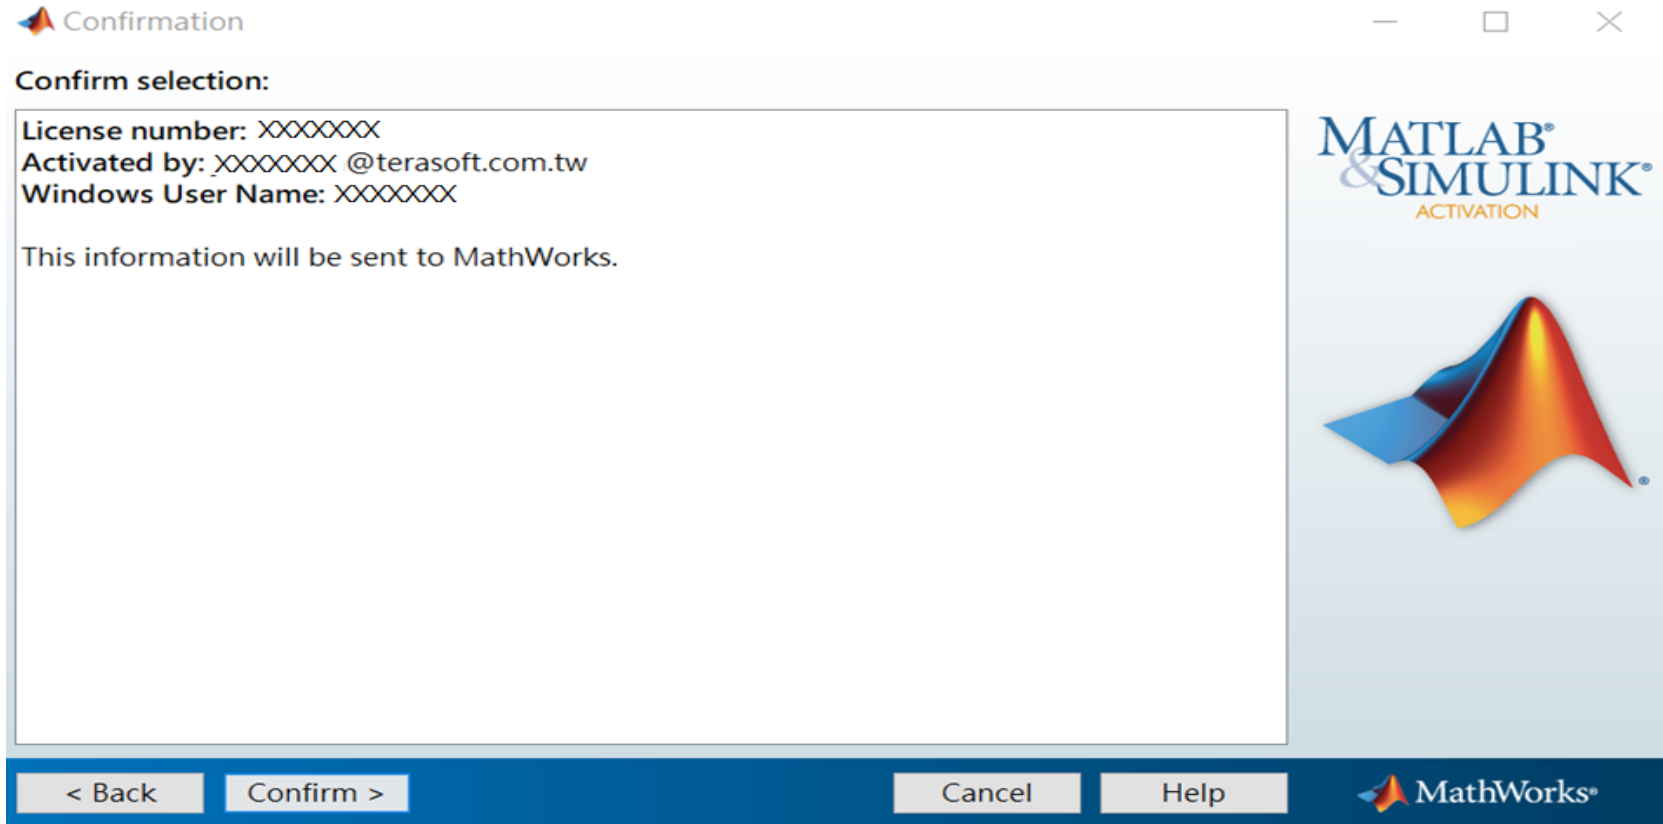 Confirmation
Confirm selection:
License number: XXXXXXX
Activated by: XXXXXXX @terasoft.com.tw
Windows User Name: XXXXXXX
This information will be sent to MathWorks.
MATLAB®
&SIMULINK®
ACTIVATION
®
< Back
Confirm >
Cancel
Help
MathWorks®